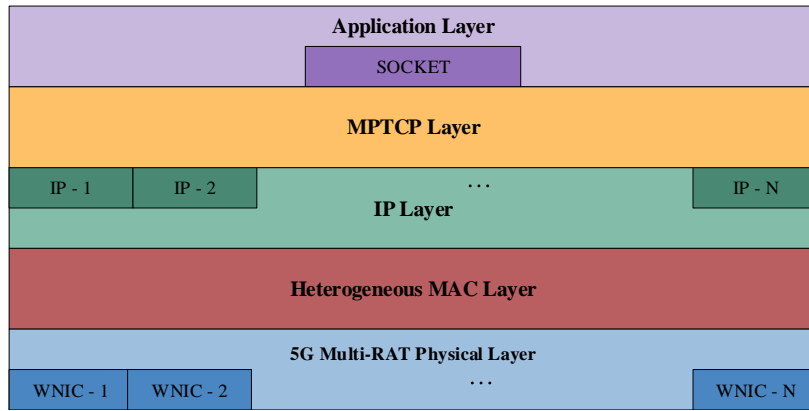 Application Layer
SOCKET
MPTCP Layer
IP - 1 IP - 2 ... IP - N
IP Layer
Heterogeneous MAC Layer
5G Multi-RAT Physical Layer
WNIC - 1 WNIC - 2 ... WNIC - N